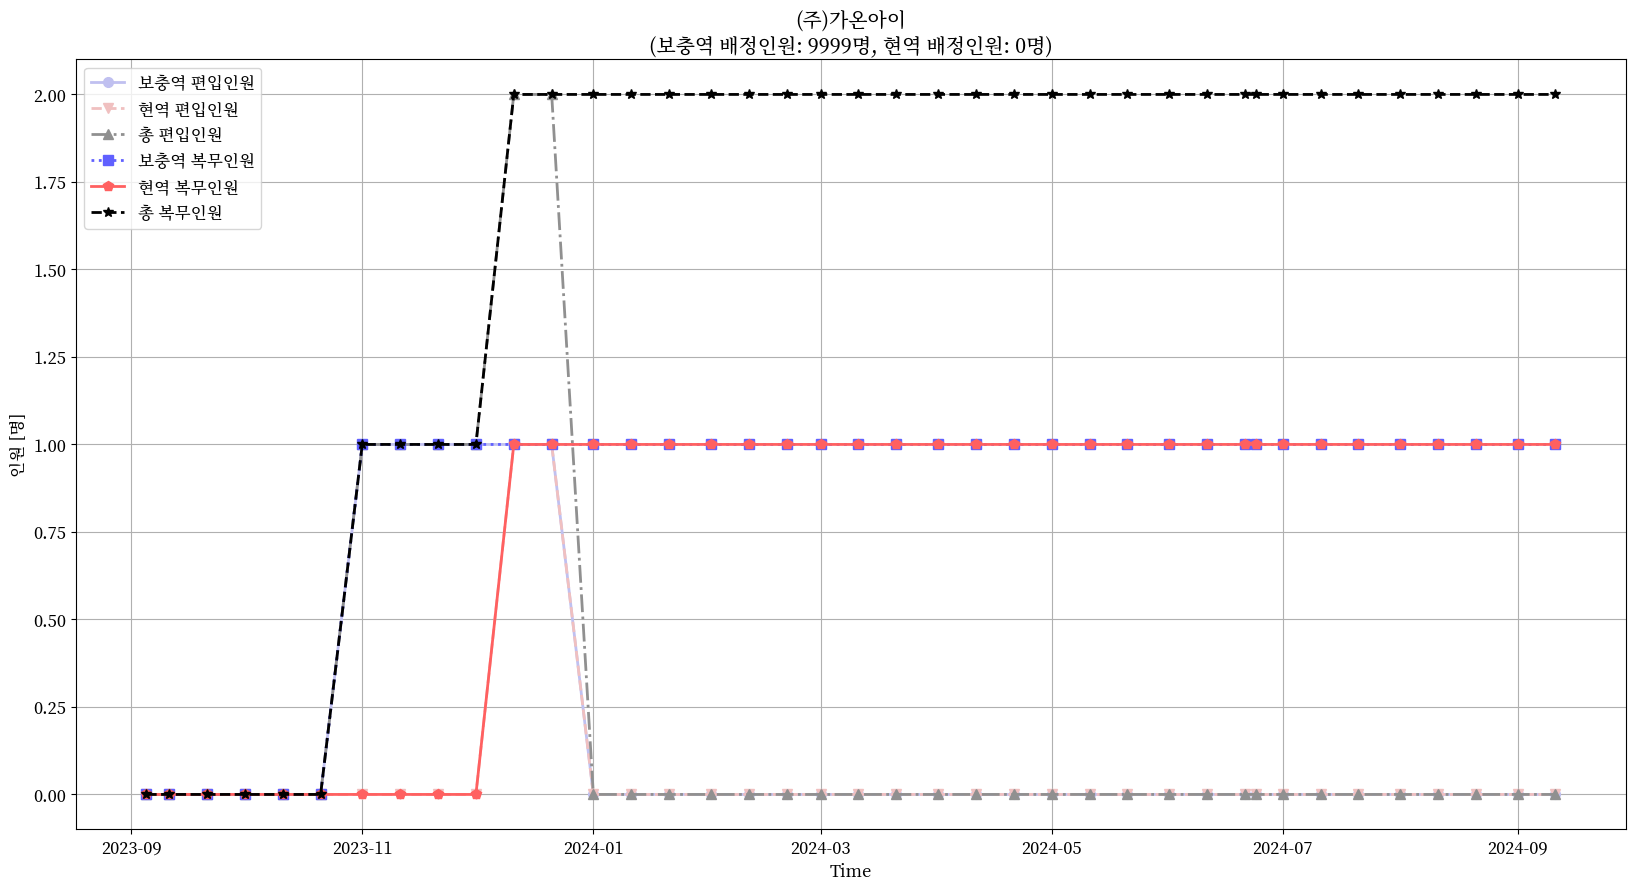 (주)가온아이
(보충역 배정인원: 9999명, 현역 배정인원: 0명)
보충역 편입인원
현역 편입인원
총 편입인원
보충역 복무인원
현역 복무인원
총 복무인원
2.00
1.75
1.50
1.25
1.00
0.75
0.50
0.25
0.00
인원 [명]
2023-09
2023-11
2024-01
2024-03
2024-05
2024-07
2024-09
Time